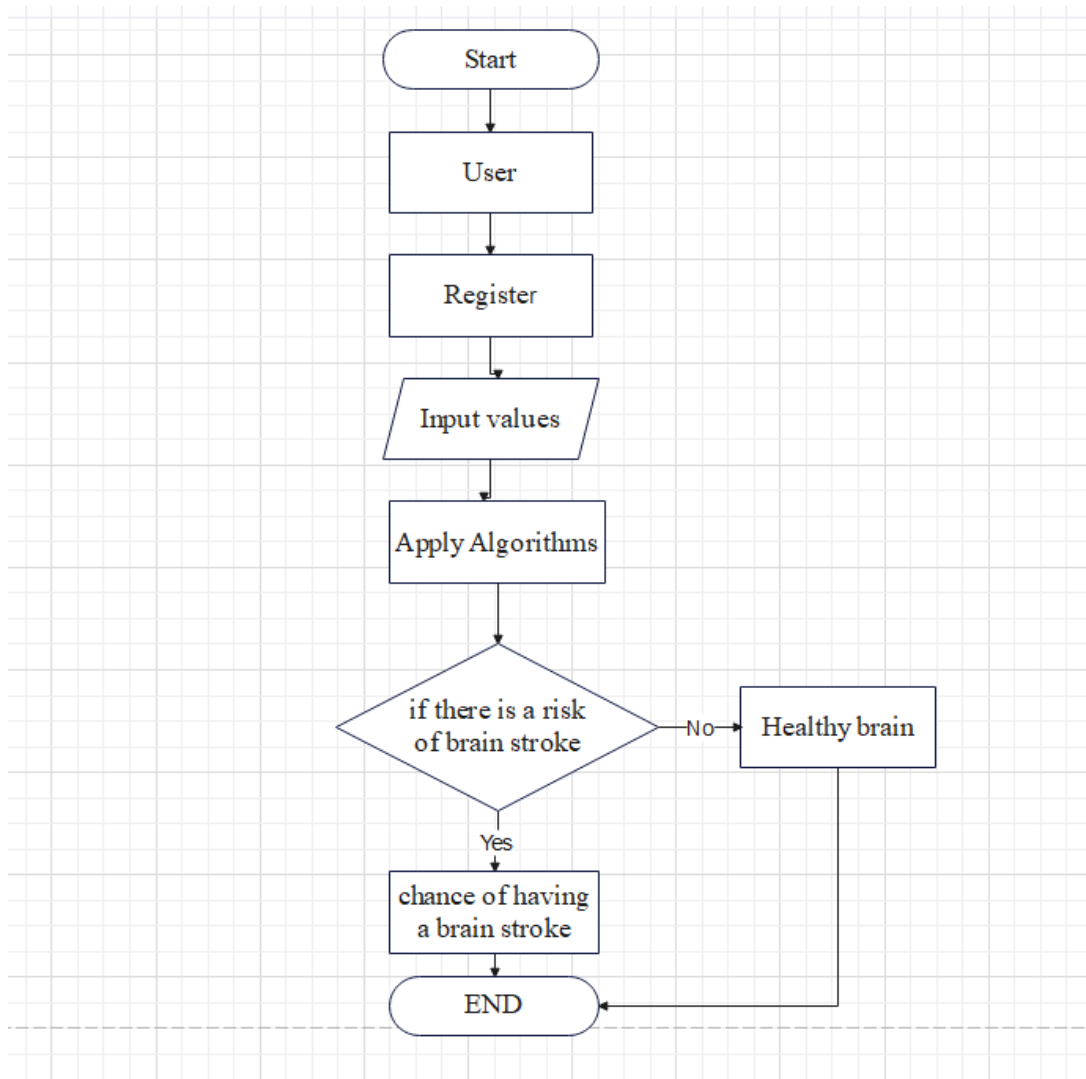 Start
User
Register
Input values
Apply Algorithms
if there is a risk
of brain stroke
No
Healthy brain
Yes
chance of having
a brain stroke
END